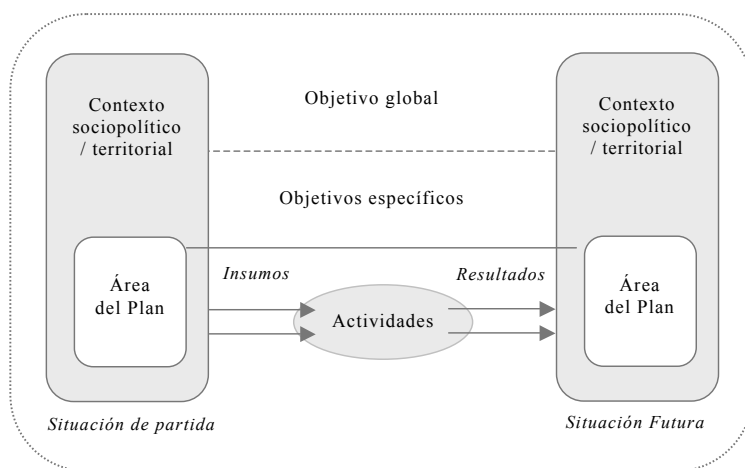 Contexto
sociopolítico
/ territorial
Objetivo global
Contexto
sociopolítico
/ territorial
Objetivos específicos
Área
del Plan
Insumos
Actividades
Resultados
Área
del Plan
Situación de partida
Situación Futura